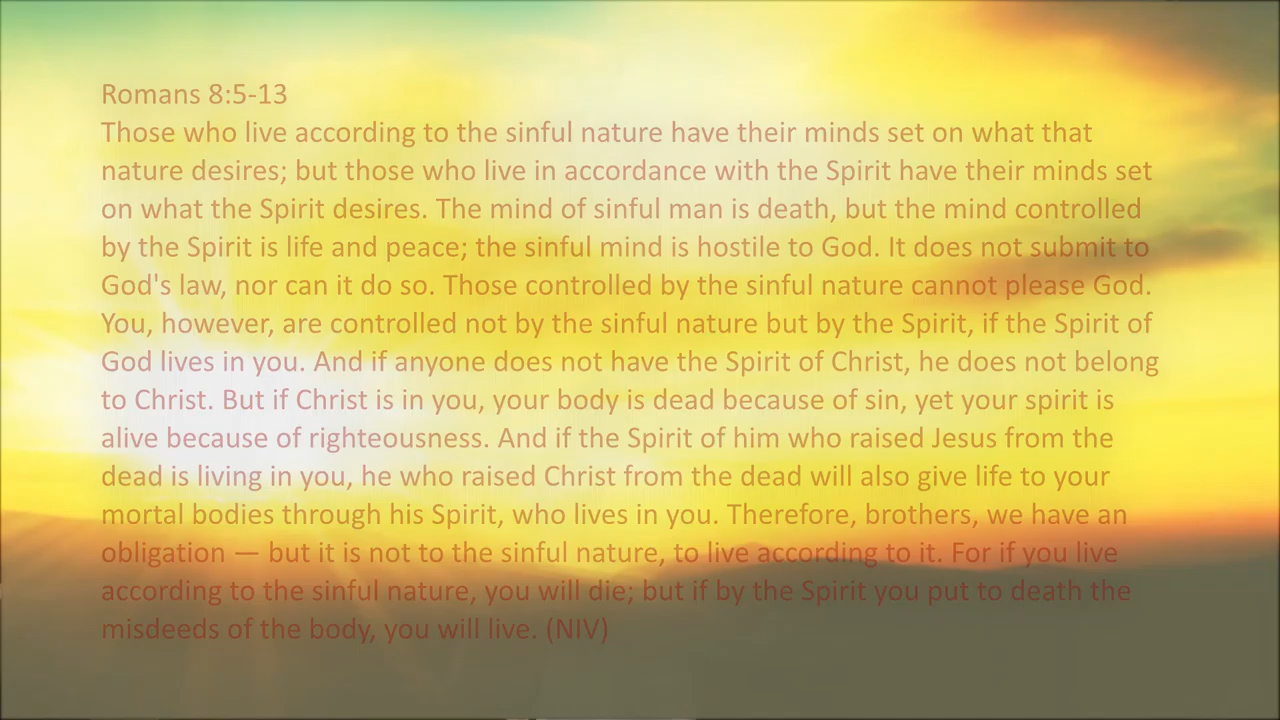 Romans 8:5-13
Those who live according to the sinful nature have their minds set on what that
nature desires; but those who live in accordance with the Spirit have their minds set
on what the Spirit desires. The mind of sinful man is death, but the mind controlled
by the Spirit is life and peace; the sinful mind is hostile to God. It does not submit to
God's law, nor can it do so. Those controlled by the sinful nature cannot please God.
You, however, are controlled not by the sinful nature but by the Spirit, if the Spirit of
God lives in you. And if anyone does not have the Spirit of Christ, he does not belong
to Christ. But if Christ is in you, your body is dead because of sin, yet your spirit is
alive because of righteousness. And if the Spirit of him who raised Jesus from the
dead is living in you, he who raised Christ from the dead will also give life to your
mortal bodies through his Spirit, who lives in you. Therefore, brothers, we have an
obligation — but it is not to the sinful nature, to live according to it. For if you live
according to the sinful nature, you will die; but if by the Spirit you put to death the
misdeeds of the body, you will live. (NIV)